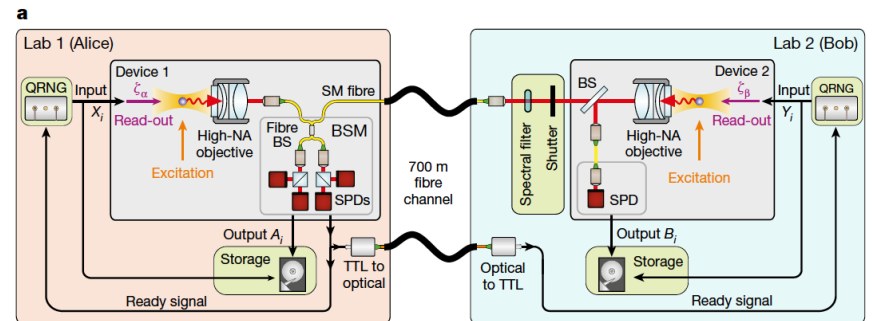 a
Lab 1 (Alice)
Lab 2 (Bob)
QRNG
Input
Xi
ζα
Read-out
Device 1
High-NA
objective
Excitation
SM fibre
Fibre
BS
BSM
SPDs
700 m
fibre
channel
Spectral filter
Shutter
BS
Device 2
High-NA
objective
ζβ
Read-out
Excitation
Input
Yi
QRNG
SPD
Output Ai
Storage
TTL to
optical
Ready signal
Optical
to TTL
Output Bi
Storage
Ready signal